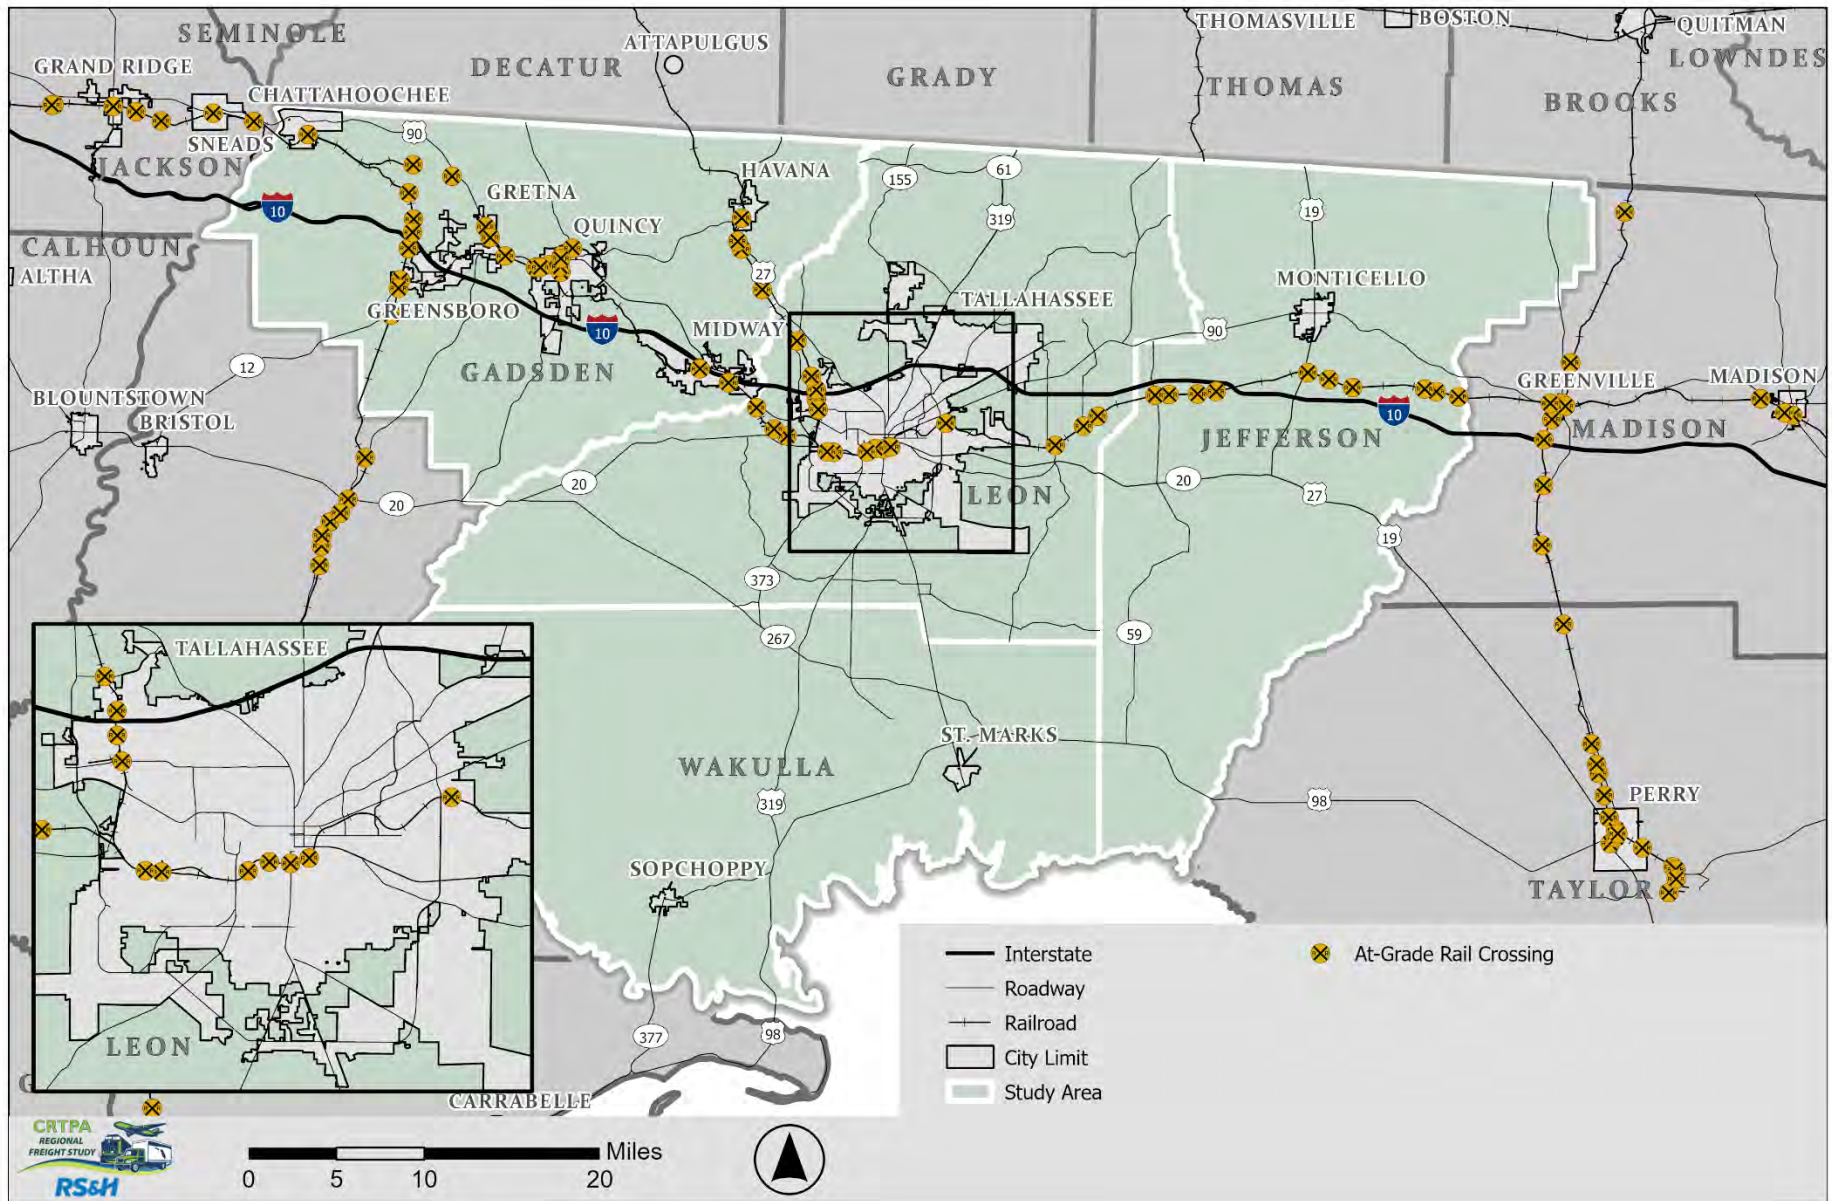 SEMINOLE
THOMASVILLE
BOSTON
QUITMAN
ATTAPULGUS
GRAND RIDGE
DECATUR
GRADY
THOMAS
LOWNDES
CHATTAHOOCHEE
BROOKS
90
SNEADS
JACKSON
HAVANA
155
61
GRETNA
10
19
319
QUINCY
CALHOUN
ALTHA
27
MONTICELLO
GREENSBORO
TALLAHASSEE
10
MIDWAY
90
12
GADSDEN
GREENVILLE
MADISON
BLOUNTSTOWN
10
BRISTOL
JEFFERSON
MADISON
20
20
LEON
20
27
19
373
267
59
TALLAHASSEE
ST. MARKS
WAKULLA
319
98
PERRY
SOPCHOPPY
TAYLOR
Interstate
At-Grade Rail Crossing
Roadway
Railroad
377
98
LEON
City Limit
Study Area
CARRABELLE
CRTPA
REGIONAL
FREIGHT STUDY
RS&H
Miles
0 5 10 20